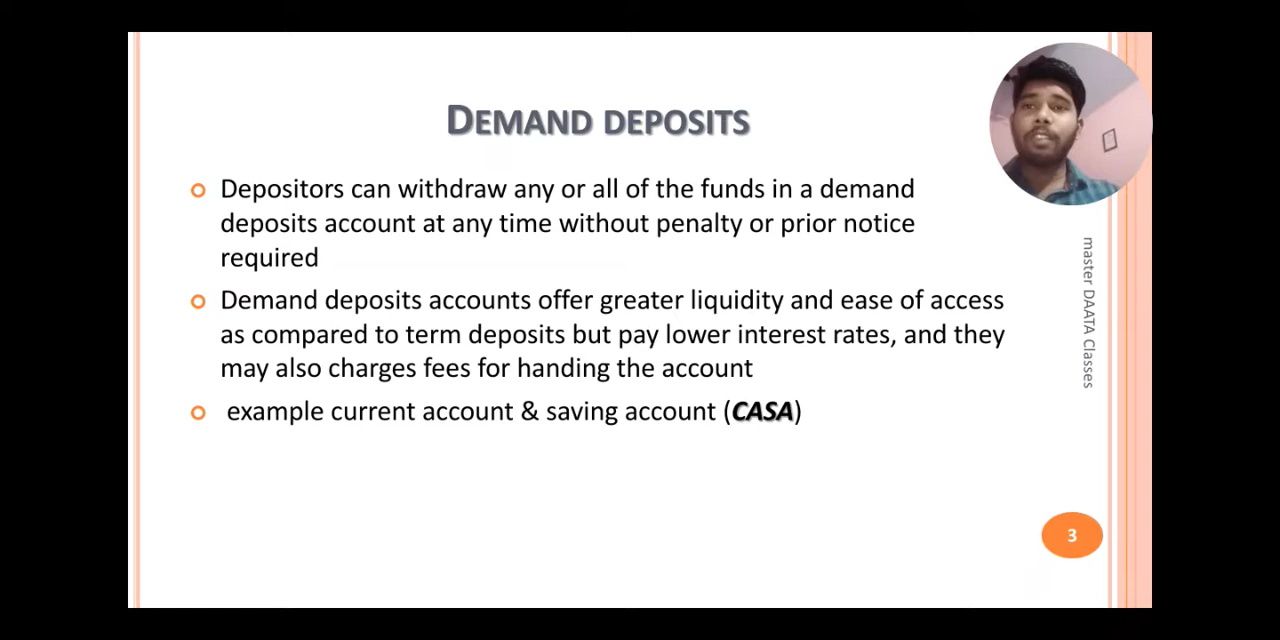 DEMAND DEPOSITS
Depositors can withdraw any or all of the funds in a demand
deposits account at any time without penalty or prior notice
required
Demand deposits accounts offer greater liquidity and ease of access
as compared to term deposits but pay lower interest rates, and they
may also charges fees for handing the account
example current account & saving account (CASA)
master DAATA Classes
3